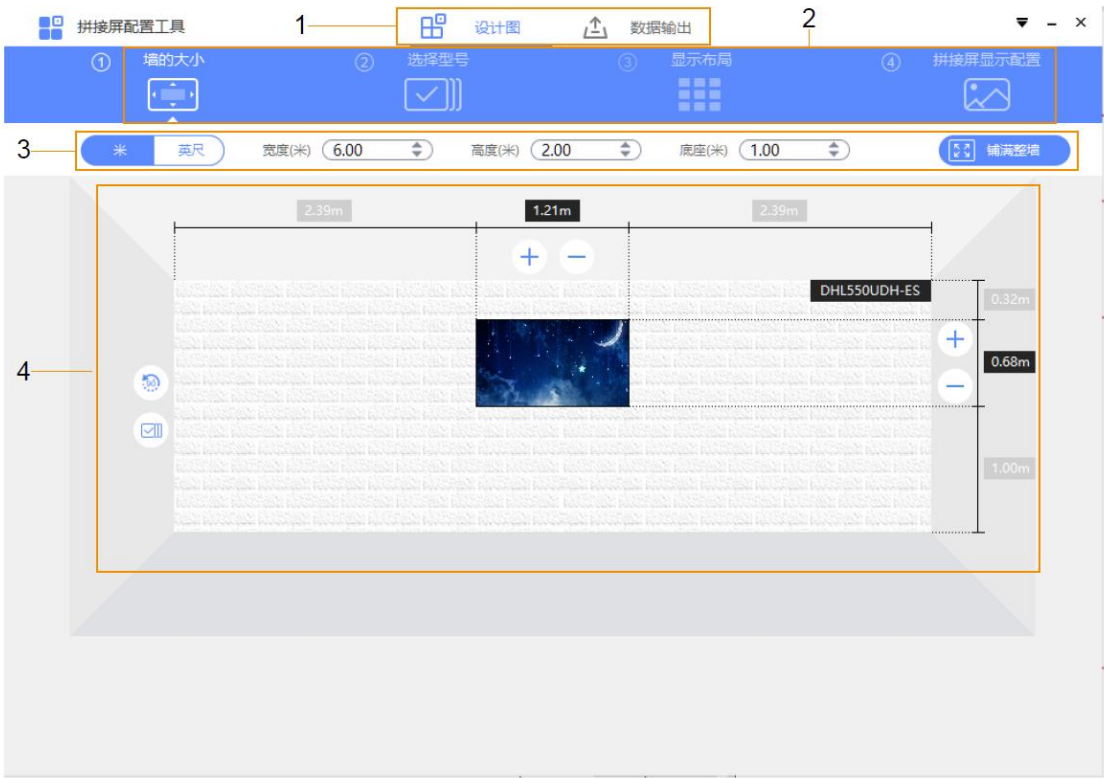 拼接屏配置工具
1
设计图
数据输出
2
① 墙的大小
② 选择型号
③ 显示布局
④ 拼接屏显示配置
3
米 英尺 宽度(米) 6.00 高度(米) 2.00 底座(米) 1.00 铺满整墙
2.39m 1.21m 2.39m
DHL550UDH-ES
0.32m
0.68m
4
90
1.00m